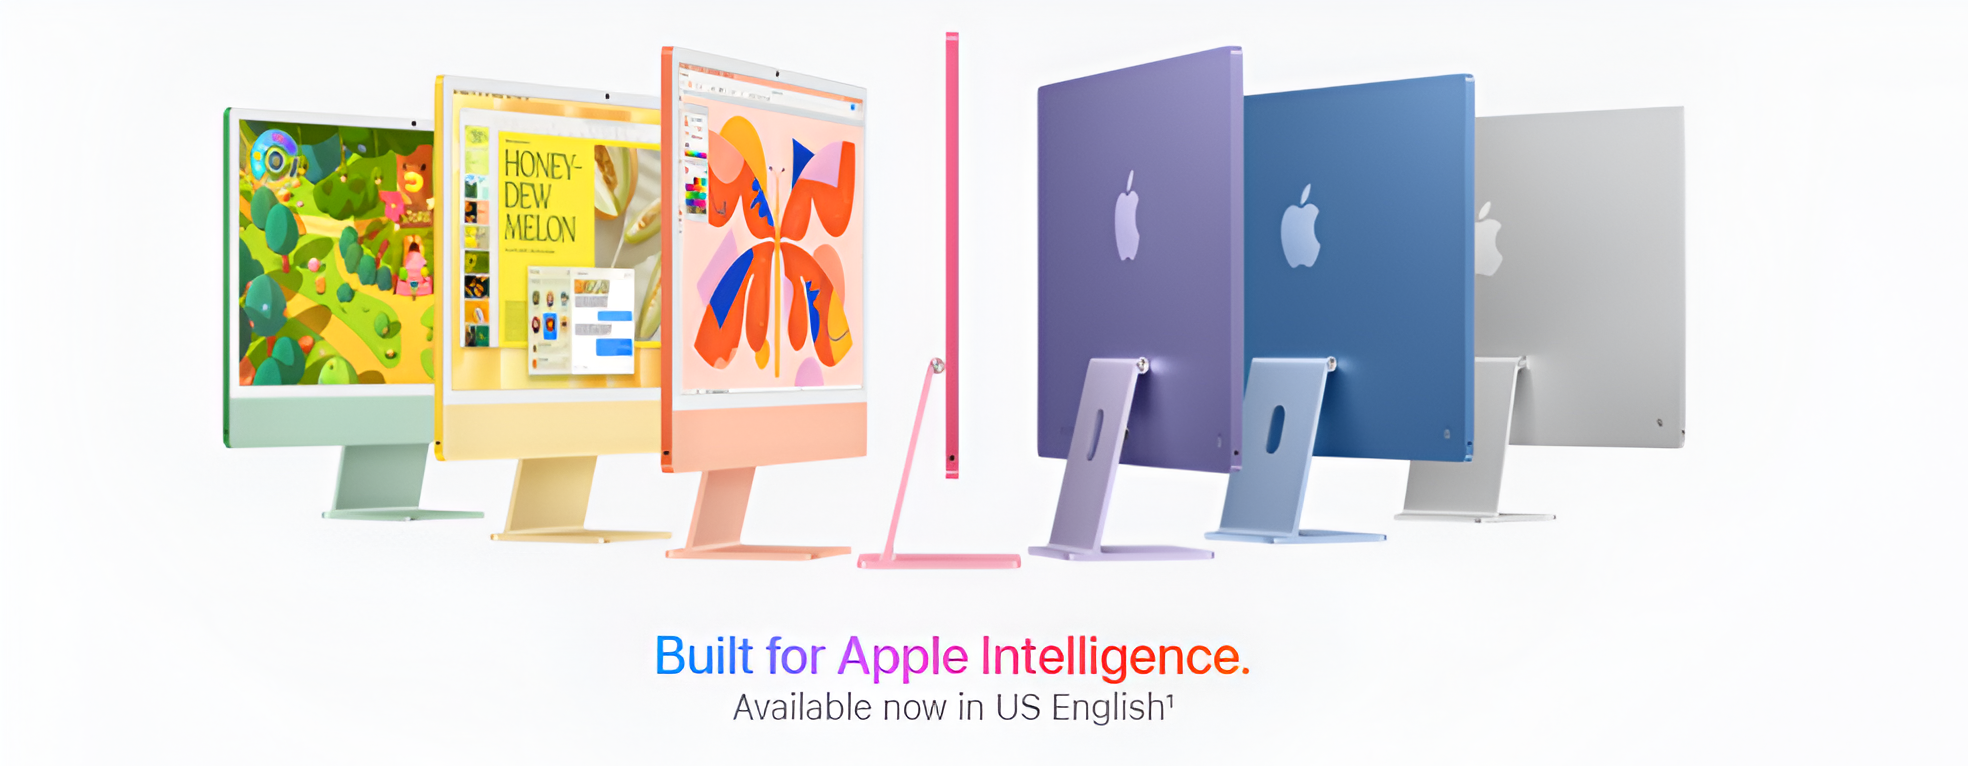 HONEY-
DEW
MELON
Built for Apple Intelligence.
Available now in US English¹